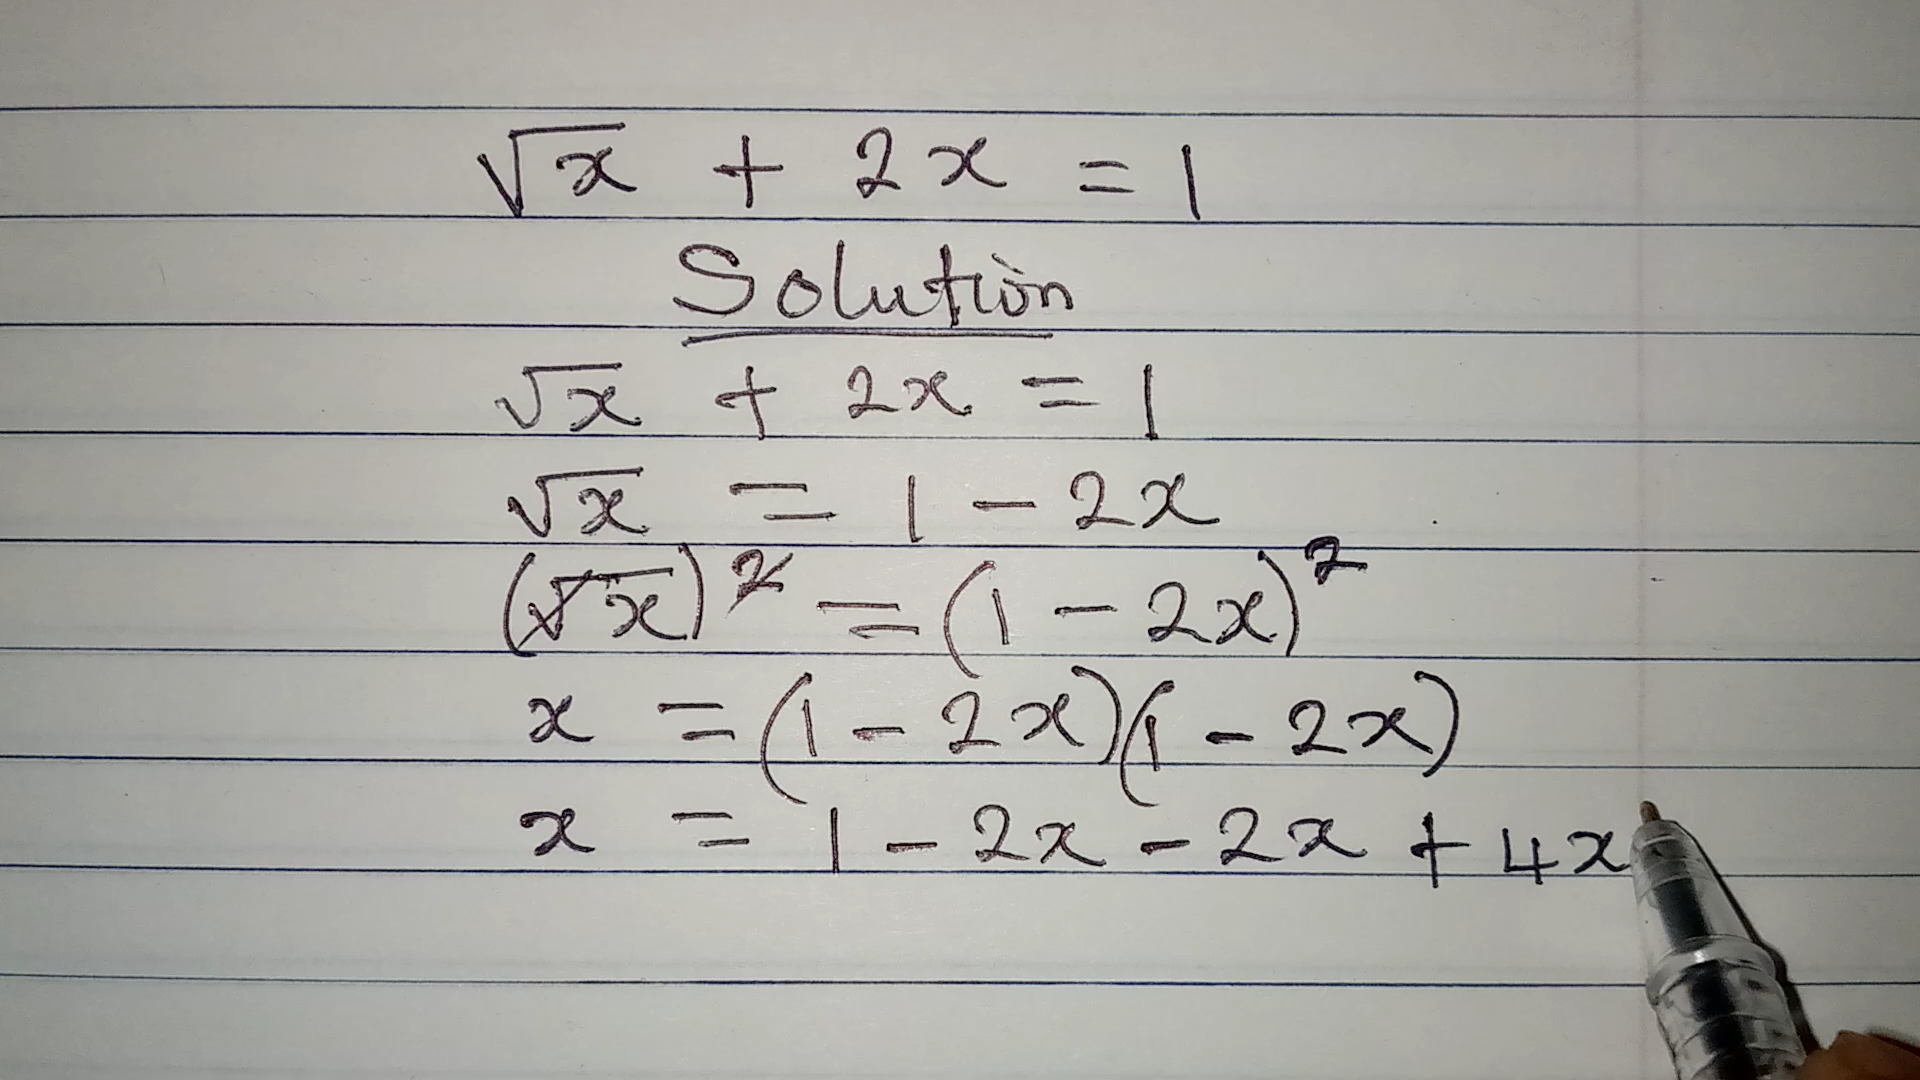 √x + 2x = 1
Solution
√x + 2x = 1
√x = 1 - 2x
(√x)² = (1 - 2x)²
x = (1 - 2x)(1 - 2x)
x = 1 - 2x - 2x + 4x